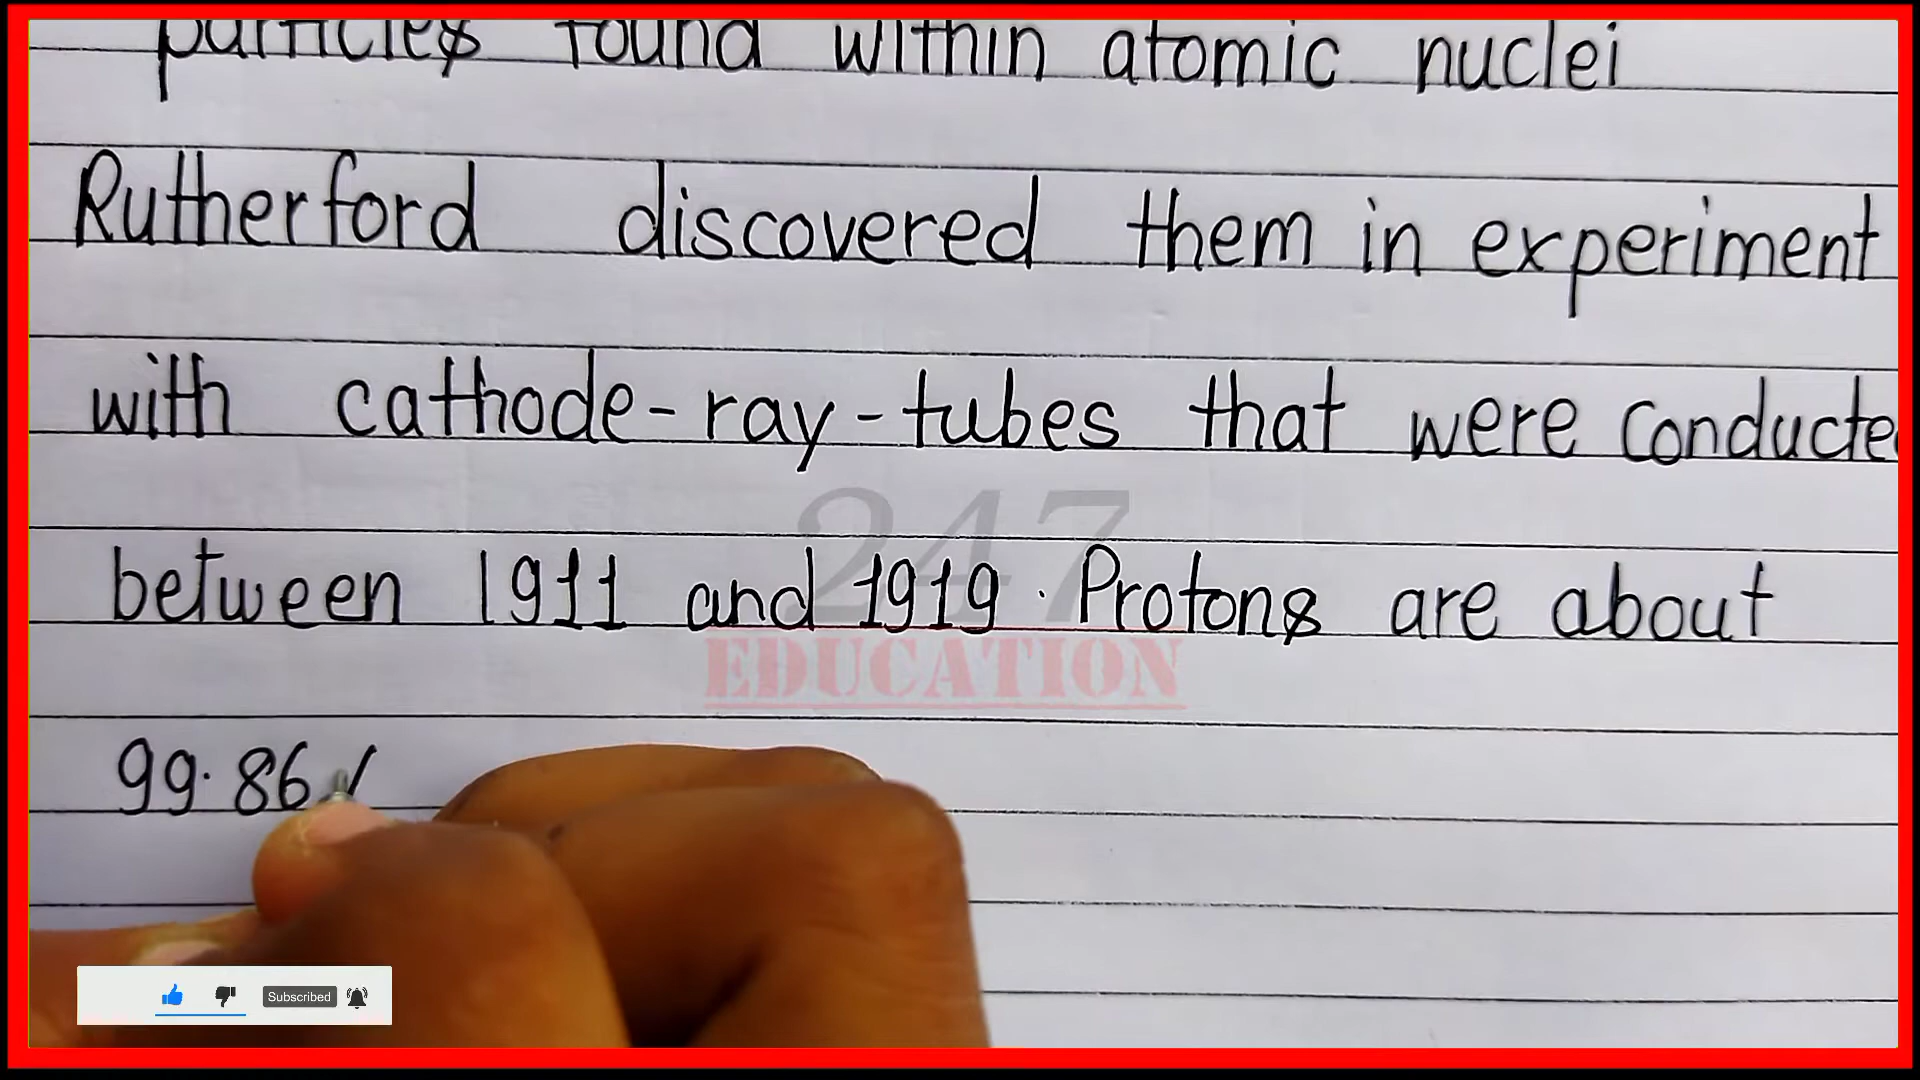 particles found within atomic nuclei
Rutherford discovered them in experiment
with cathode-ray-tubes that were conducte
247
between 1911 and 1919. Protons are about
EDUCATION
99.86
Subscribed